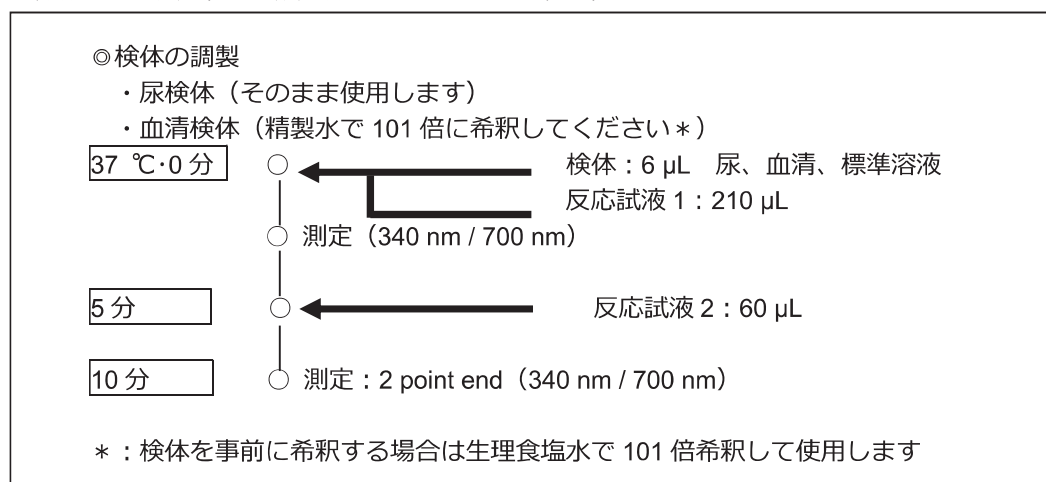 ◎検体の調製
・尿検体（そのまま使用します）
・血清検体（精製水で 101 倍に希釈してください＊）
37 ℃･0 分
検体：6 µL 尿、血清、標準溶液
反応試液 1：210 µL
測定（340 nm / 700 nm）
5 分
反応試液 2：60 µL
10 分
測定：2 point end（340 nm / 700 nm）
＊：検体を事前に希釈する場合は生理食塩水で 101 倍希釈して使用します